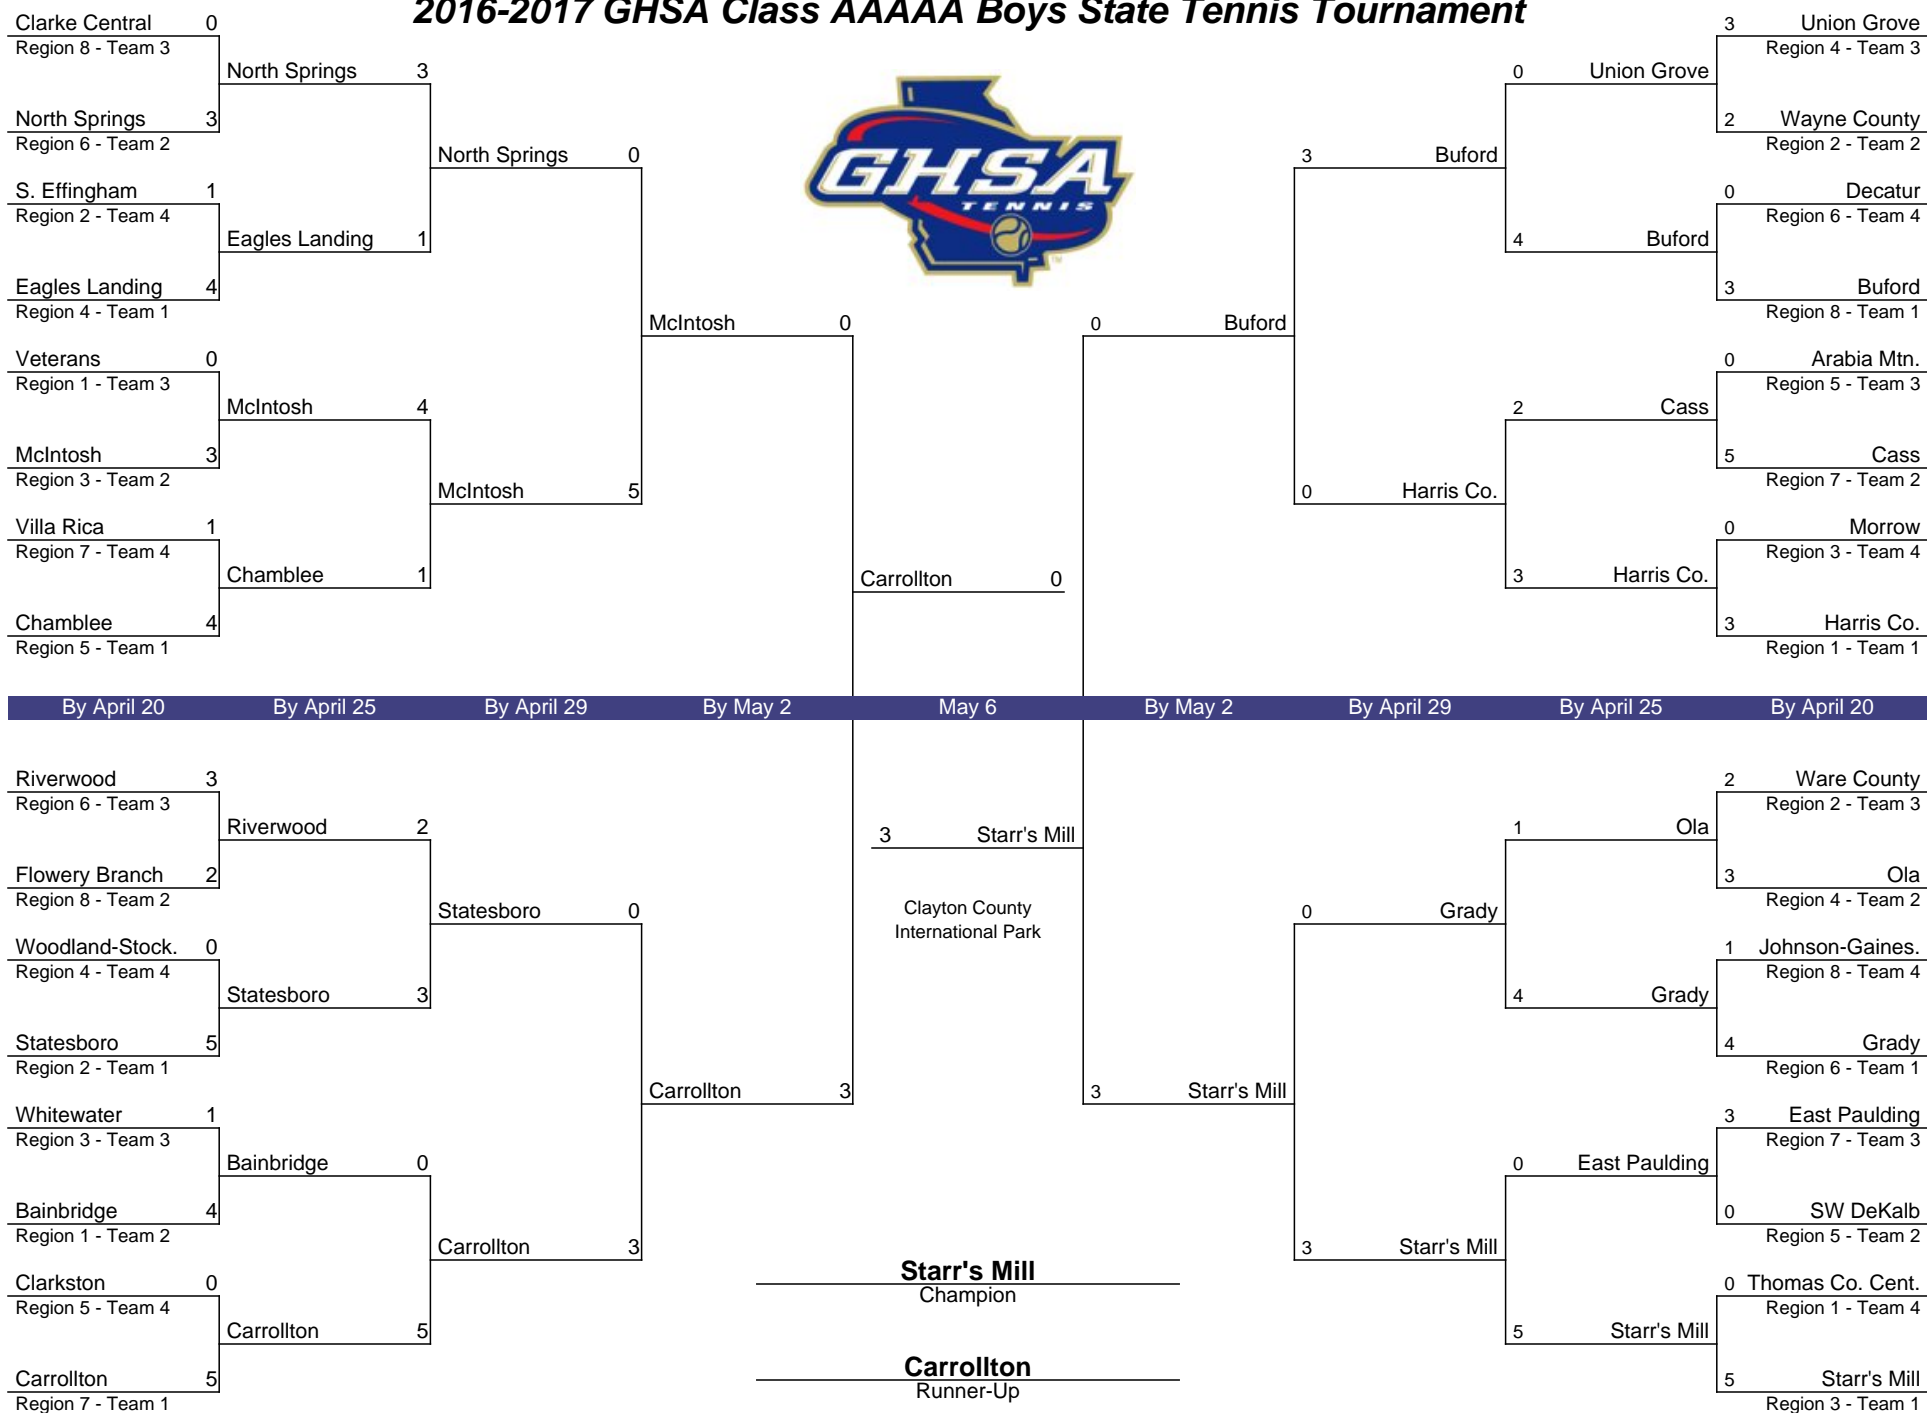 2016-2017 GHSA Class AAAAA Boys State Tennis Tournament
GHSA
TENNIS
TM
Clarke Central 0
Region 8 - Team 3
North Springs 3
Region 6 - Team 2
S. Effingham 1
Region 2 - Team 4
Eagles Landing 4
Region 4 - Team 1
Veterans 0
Region 1 - Team 3
McIntosh 3
Region 3 - Team 2
Villa Rica 1
Region 7 - Team 4
Chamblee 4
Region 5 - Team 1
North Springs 3
Eagles Landing 1
McIntosh 4
Chamblee 1
North Springs 0
McIntosh 5
McIntosh 0
Carrollton 0
0 Buford
3 Buford
0 Harris Co.
0 Union Grove
4 Buford
2 Cass
3 Harris Co.
3 Union Grove
Region 4 - Team 3
2 Wayne County
Region 2 - Team 2
0 Decatur
Region 6 - Team 4
3 Buford
Region 8 - Team 1
0 Arabia Mtn.
Region 5 - Team 3
5 Cass
Region 7 - Team 2
0 Morrow
Region 3 - Team 4
3 Harris Co.
Region 1 - Team 1
By April 20 By April 25 By April 29 By May 2 May 6 By May 2 By April 29 By April 25 By April 20
Riverwood 3
Region 6 - Team 3
Flowery Branch 2
Region 8 - Team 2
Woodland-Stock. 0
Region 4 - Team 4
Statesboro 5
Region 2 - Team 1
Whitewater 1
Region 3 - Team 3
Bainbridge 4
Region 1 - Team 2
Clarkston 0
Region 5 - Team 4
Carrollton 5
Region 7 - Team 1
Riverwood 2
Statesboro 3
Bainbridge 0
Carrollton 5
Statesboro 0
Carrollton 3
Carrollton 3
3 Starr's Mill
Clayton County
International Park
3 Starr's Mill
0 Grady
3 Starr's Mill
1 Ola
4 Grady
0 East Paulding
5 Starr's Mill
2 Ware County
Region 2 - Team 3
3 Ola
Region 4 - Team 2
1 Johnson-Gaines.
Region 8 - Team 4
4 Grady
Region 6 - Team 1
3 East Paulding
Region 7 - Team 3
0 SW DeKalb
Region 5 - Team 2
0 Thomas Co. Cent.
Region 1 - Team 4
5 Starr's Mill
Region 3 - Team 1
Starr's Mill
Champion
Carrollton
Runner-Up